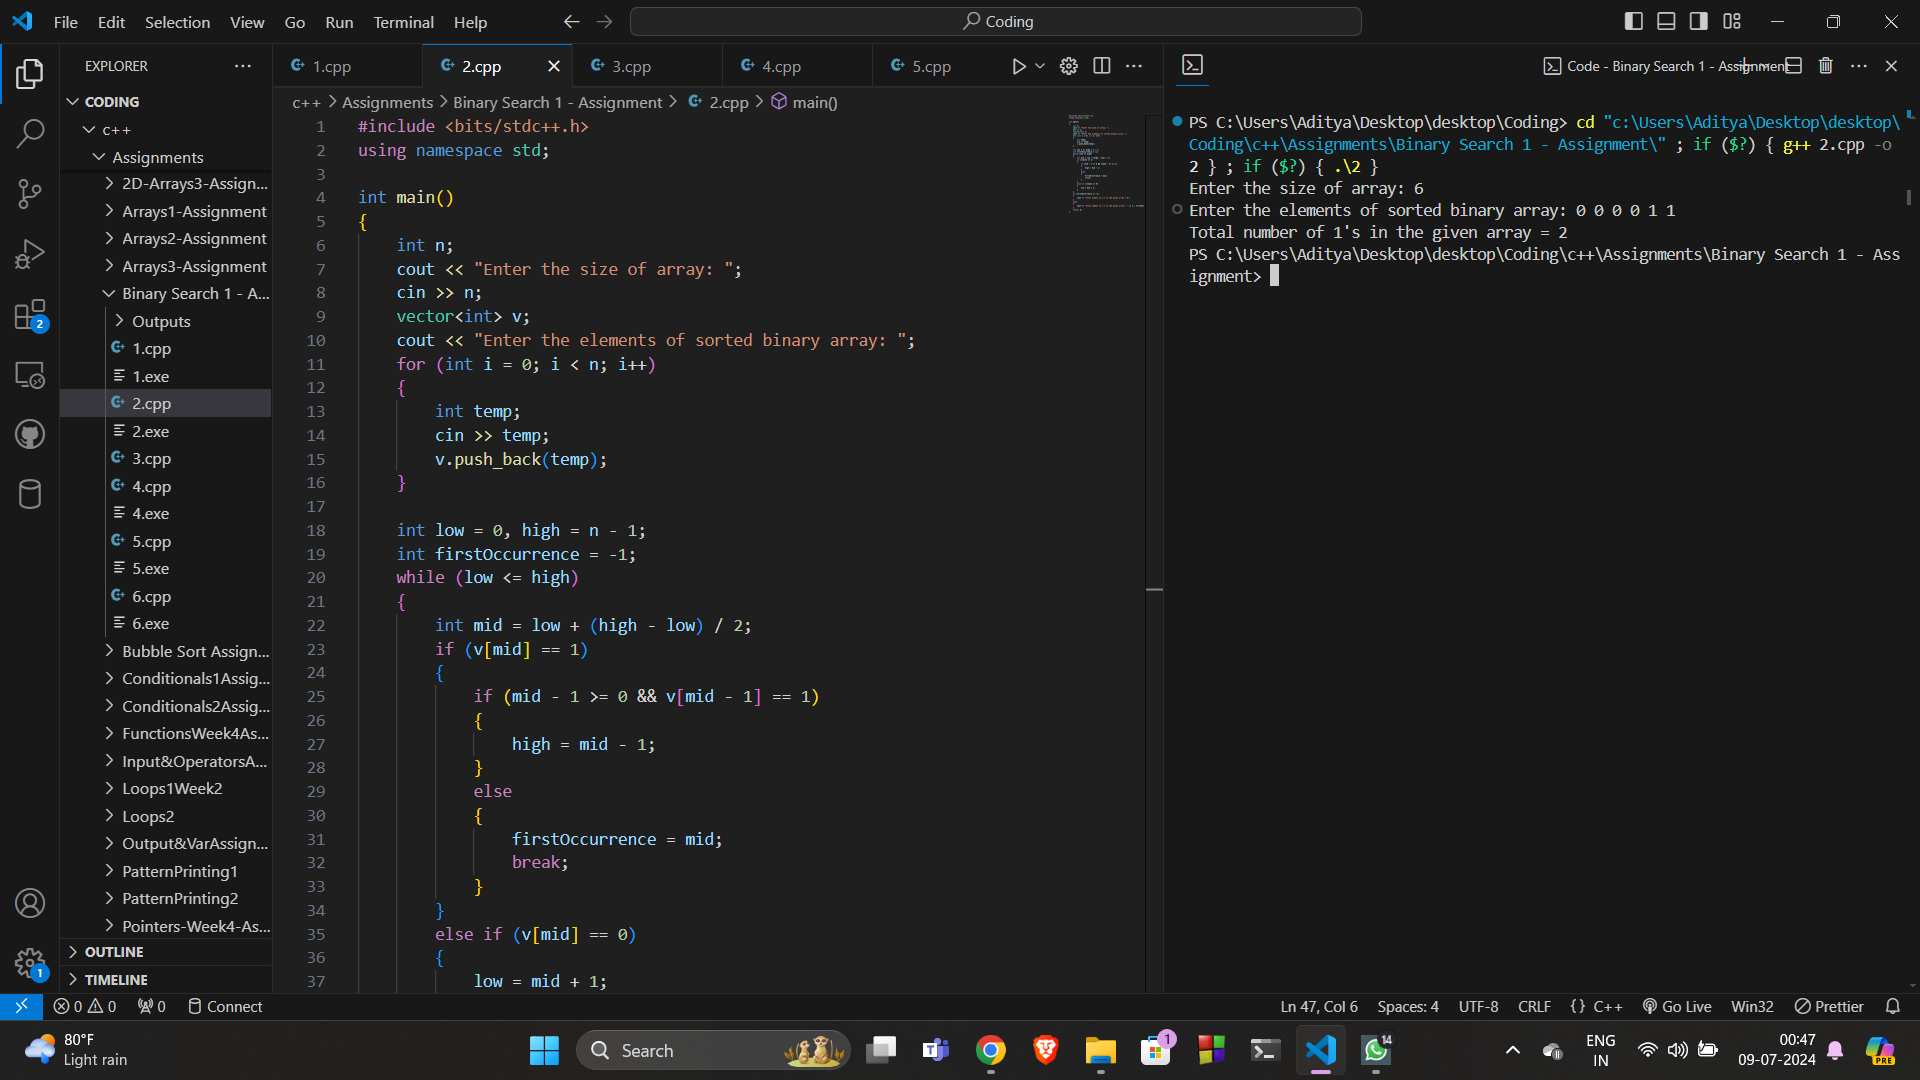 File Edit Selection View Go Run Terminal Help
Coding
EXPLORER
CODING
c++
Assignments
2D-Arrays3-Assign...
Arrays1-Assignment
Arrays2-Assignment
Arrays3-Assignment
Binary Search 1 - A...
Outputs
1.cpp
1.exe
2.cpp
2.exe
3.cpp
4.cpp
4.exe
5.cpp
5.exe
6.cpp
6.exe
Bubble Sort Assign...
Conditionals1Assig...
Conditionals2Assig...
FunctionsWeek4As...
Input&OperatorsA...
Loops1Week2
Loops2
Output&VarAssign...
PatternPrinting1
PatternPrinting2
Pointers-Week4-As...
OUTLINE
TIMELINE
2
1
1.cpp 2.cpp 3.cpp 4.cpp 5.cpp
c++ > Assignments > Binary Search 1 - Assignment > 2.cpp > main()
1 #include <bits/stdc++.h>
2 using namespace std;
3
4 int main()
5 {
6 int n;
7 cout << "Enter the size of array: ";
8 cin >> n;
9 vector<int> v;
10 cout << "Enter the elements of sorted binary array: ";
11 for (int i = 0; i < n; i++)
12 {
13 int temp;
14 cin >> temp;
15 v.push_back(temp);
16 }
17
18 int low = 0, high = n - 1;
19 int firstOccurrence = -1;
20 while (low <= high)
21 {
22 int mid = low + (high - low) / 2;
23 if (v[mid] == 1)
24 {
25 if (mid - 1 >= 0 && v[mid - 1] == 1)
26 {
27 high = mid - 1;
28 }
29 else
30 {
31 firstOccurrence = mid;
32 break;
33 }
34 }
35 else if (v[mid] == 0)
36 {
37 low = mid + 1;
Code - Binary Search 1 - Assignment
PS C:\Users\Aditya\Desktop\desktop\Coding> cd "c:\Users\Aditya\Desktop\desktop\
Coding\c++\Assignments\Binary Search 1 - Assignment\" ; if ($?) { g++ 2.cpp -o
2 } ; if ($?) { .\2 }
Enter the size of array: 6
Enter the elements of sorted binary array: 0 0 0 0 1 1
Total number of 1's in the given array = 2
PS C:\Users\Aditya\Desktop\desktop\Coding\c++\Assignments\Binary Search 1 - Ass
ignment>
0 0 0 Connect
Ln 47, Col 6 Spaces: 4 UTF-8 CRLF {} C++ Go Live Win32 Prettier
80°F
Light rain
Search
1
14
PRE
ENG
IN
00:47
09-07-2024